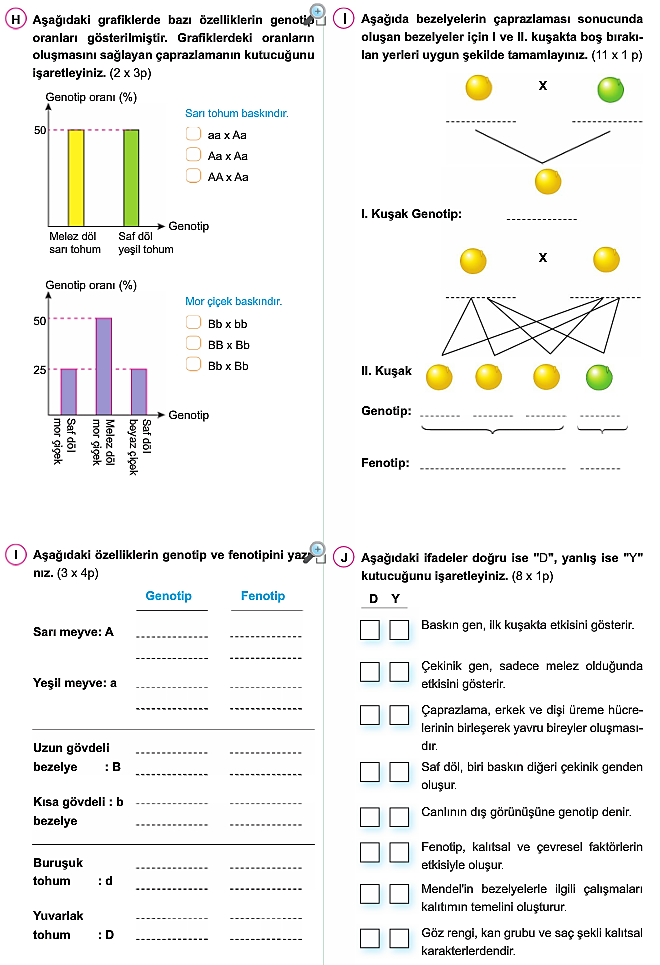 H Aşağıdaki grafiklerde bazı özelliklerin genotip
oranları gösterilmiştir. Grafiklerdeki oranların
oluşmasını sağlayan çaprazlamanın kutucuğunu
işaretleyiniz. (2 x 3p)
Genotip oranı (%)
50
Genotip
Melez döl
sarı tohum
Saf döl
yeşil tohum
Sarı tohum baskındır.
aa x Aa
Aa x Aa
AA x Aa
Genotip oranı (%)
50
25
Genotip
Saf döl
mor çiçek
Melez döl
mor çiçek
Saf döl
beyaz çiçek
Mor çiçek baskındır.
Bb x bb
BB x Bb
Bb x Bb
I Aşağıda bezelyelerin çaprazlaması sonucunda
oluşan bezelyeler için I ve II. kuşakta boş bırakı-
lan yerleri uygun şekilde tamamlayınız. (11 x 1 p)
X
I. Kuşak Genotip:
X
II. Kuşak
Genotip:
Fenotip:
I Aşağıdaki özelliklerin genotip ve fenotipini yazı-
nız. (3 x 4p)
Genotip Fenotip
Sarı meyve: A
Yeşil meyve: a
Uzun gövdeli
bezelye : B
Kısa gövdeli : b
bezelye
Buruşuk
tohum : d
Yuvarlak
tohum : D
J Aşağıdaki ifadeler doğru ise "D", yanlış ise "Y"
kutucuğunu işaretleyiniz. (8 x 1p)
D Y
Baskın gen, ilk kuşakta etkisini gösterir.
Çekinik gen, sadece melez olduğunda
etkisini gösterir.
Çaprazlama, erkek ve dişi üreme hücre-
lerinin birleşerek yavru bireyler oluşması-
dır.
Saf döl, biri baskın diğeri çekinik genden
oluşur.
Canlının dış görünüşüne genotip denir.
Fenotip, kalıtsal ve çevresel faktörlerin
etkisiyle oluşur.
Mendel'in bezelyelerle ilgili çalışmaları
kalıtımın temelini oluşturur.
Göz rengi, kan grubu ve saç şekli kalıtsal
karakterlerdendir.